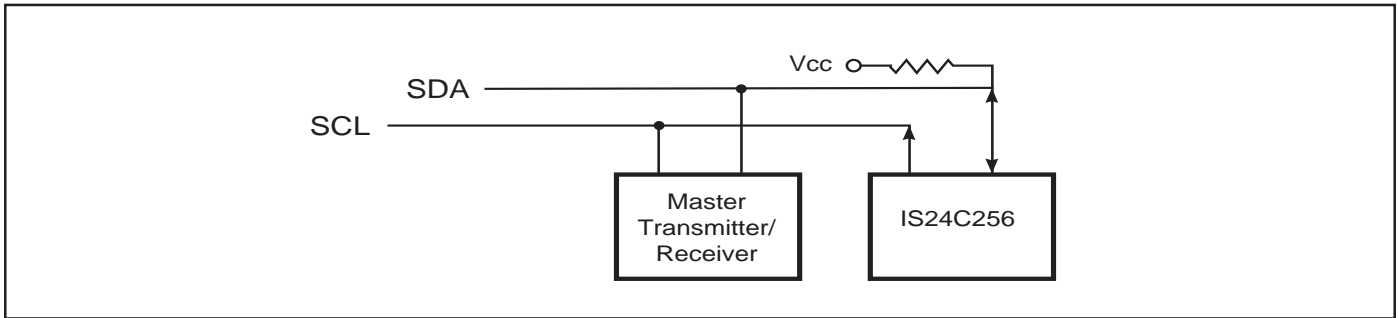 Vcc
SDA
SCL
Master
Transmitter/
Receiver
IS24C256